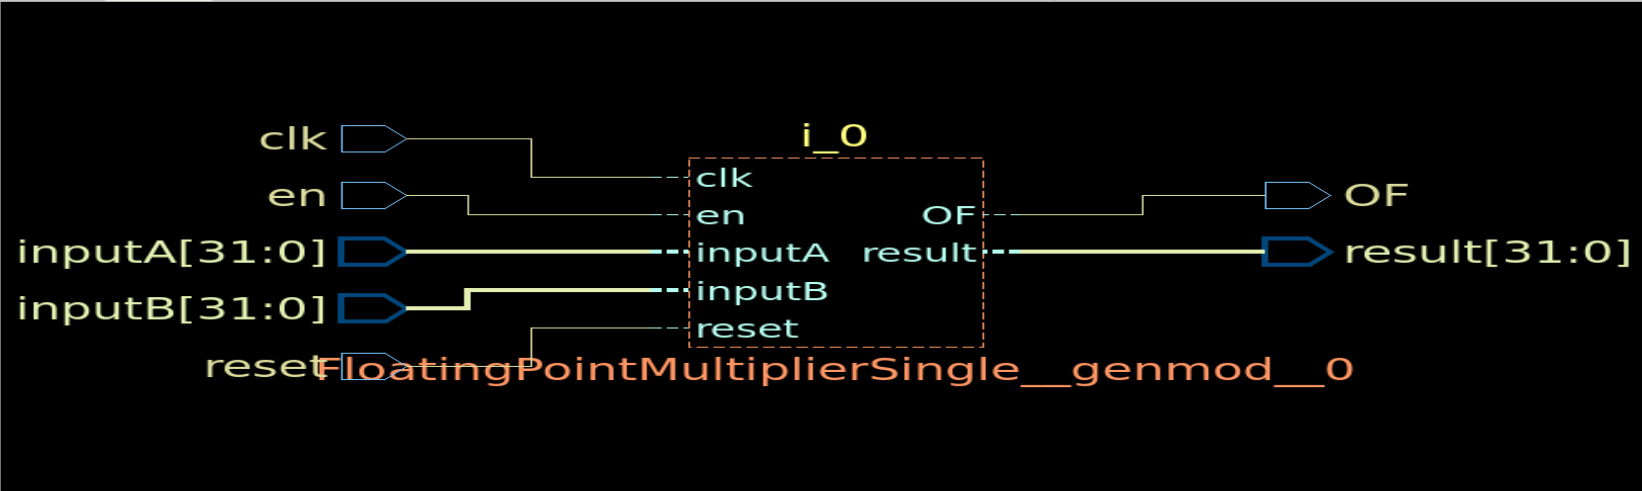 i_0
clk
clk
en
en
OF
OF
inputA[31:0]
inputA
result
result[31:0]
inputB[31:0]
inputB
reset
reset
FloatingPointMultiplierSingle__genmod__0